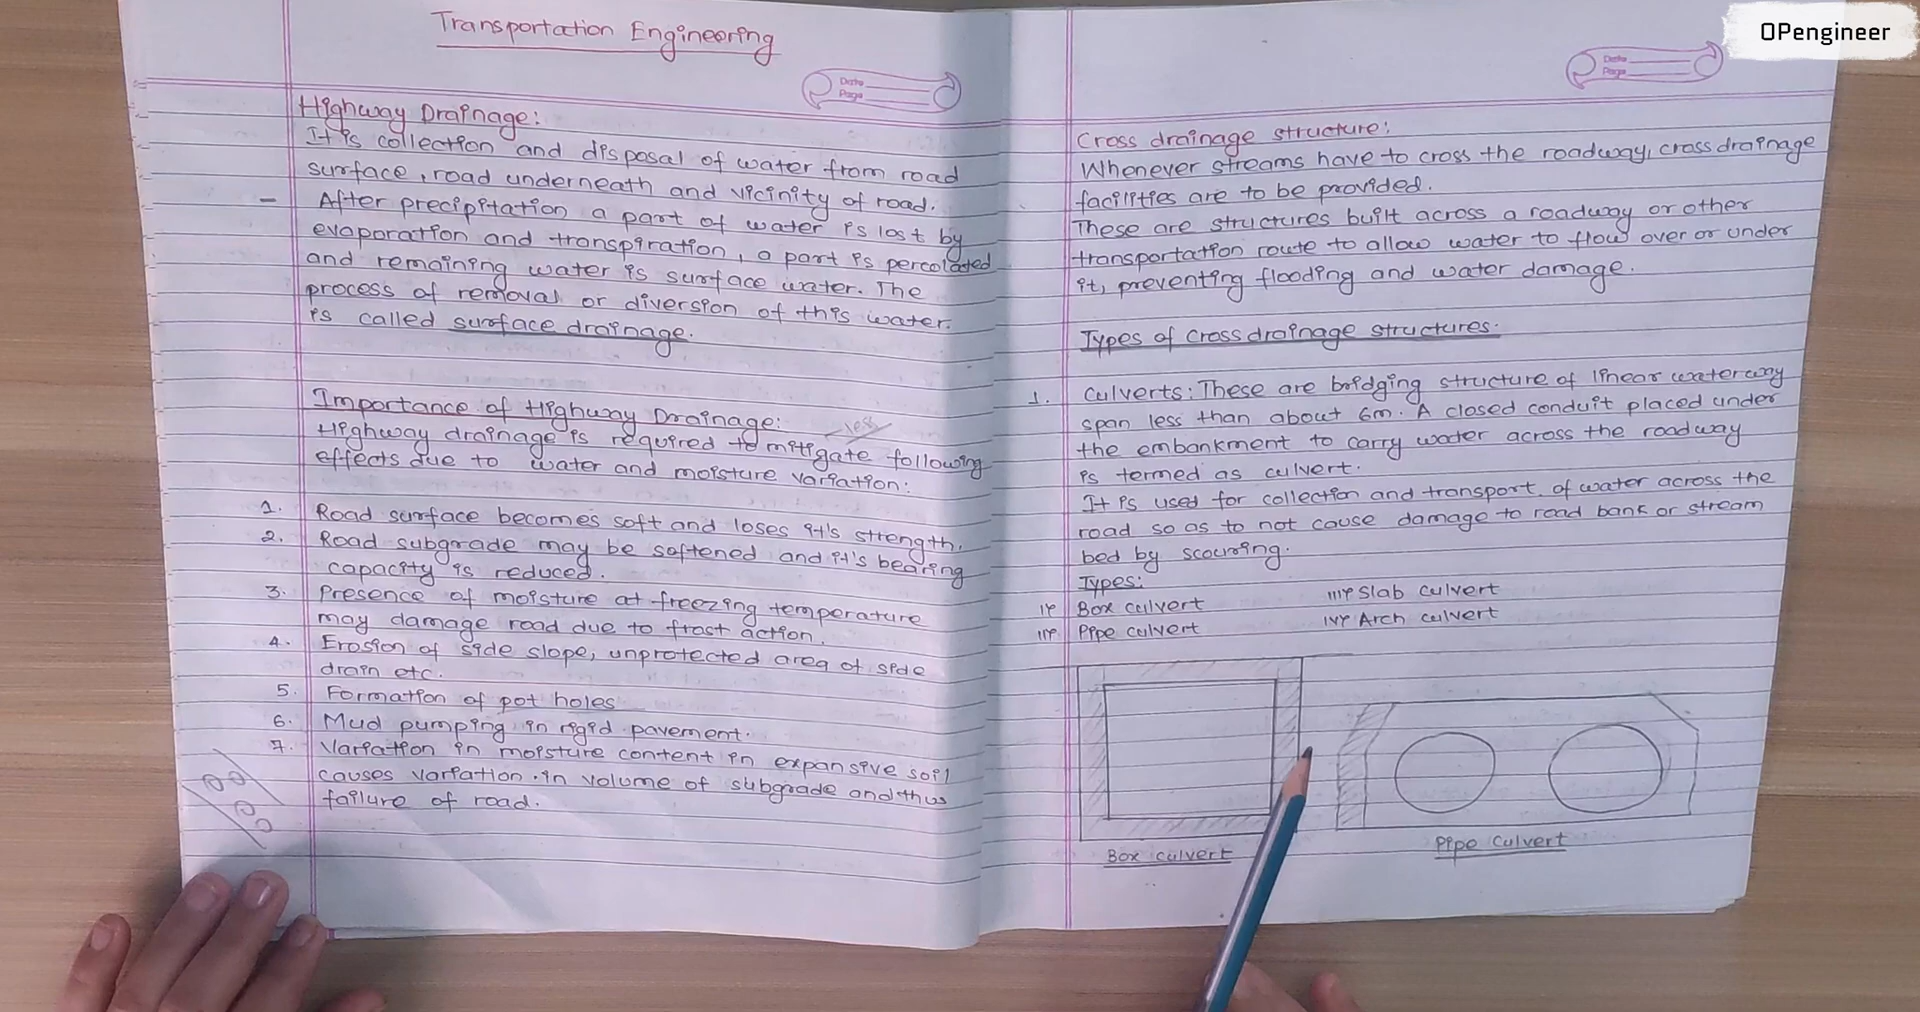 OPengineer
Transportation Engineering
Date
Page
Highway Drainage:
It is collection and disposal of water from road
surface, road underneath and vicinity of road.
- After precipitation a part of water is lost by
evaporation and transpiration, a part is percolated
and remaining water is surface water. The
process of removal or diversion of this water.
is called surface drainage.
Importance of Highway Drainage:
Highway drainage is required to mitigate following
effects due to water and moisture variation:
1. Road surface becomes soft and loses it's strength.
2. Road subgrade may be softened and it's bearing
capacity is reduced.
3. Presence of moisture at freezing temperature
may damage road due to frost action.
4. Erosion of side slope, unprotected area of side
drain etc.
5. Formation of pot holes
6. Mud pumping in rigid pavement.
7. Variation in moisture content in expansive soil
causes variation in volume of subgrade and thus
failure of road.
Date
Page
Cross drainage structure:
Whenever streams have to cross the roadway, cross drainage
facilities are to be provided.
These are structures built across a roadway or other
transportation route to allow water to flow over or under
it, preventing flooding and water damage.
Types of Cross drainage structures.
1. Culverts: These are bridging structure of linear waterway
span less than about 6m. A closed conduit placed under
the embankment to carry water across the roadway
is termed as culvert.
It is used for collection and transport of water across the
road so as to not cause damage to road bank or stream
bed by scouring.
Types:
i) Box culvert iii) Slab culvert
ii) Pipe culvert iv) Arch culvert
Box culvert
Pipe Culvert